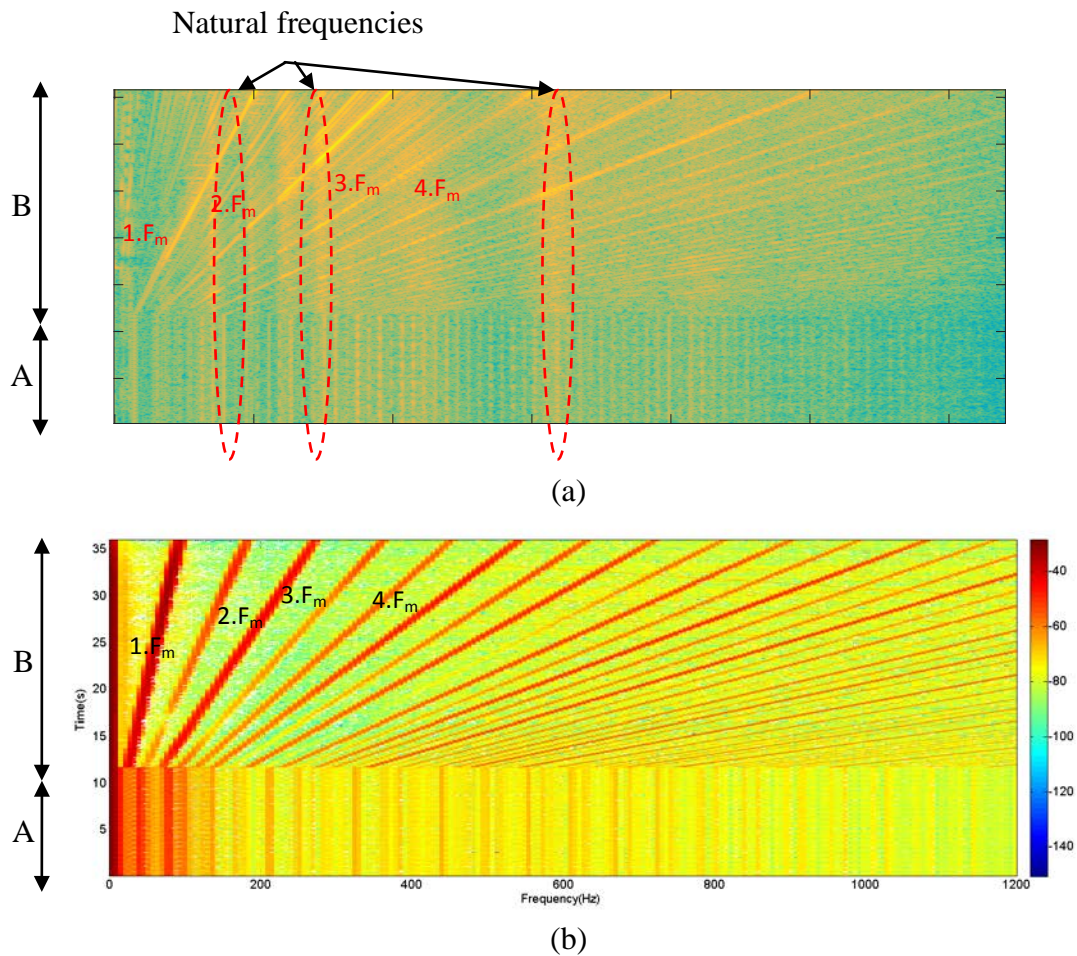 Natural frequencies
B
A
1.Fₘ
2.Fₘ
3.Fₘ
4.Fₘ
(a)
B
A
Time(s)
35
30
25
20
15
10
5
1.Fₘ
2.Fₘ
3.Fₘ
4.Fₘ
0 200 400 600 800 1000 1200
Frequency(Hz)
-40
-60
-80
-100
-120
-140
(b)